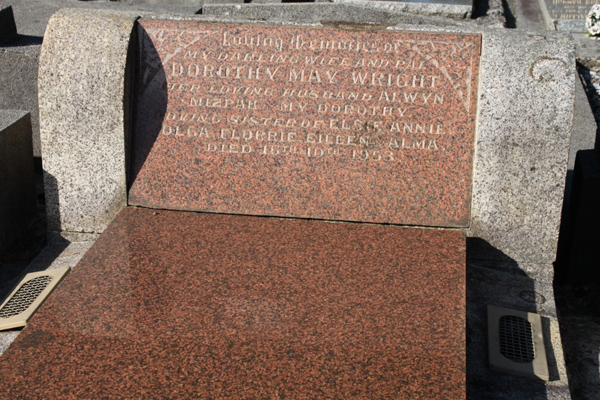 Loving Memories of
MY DARLING WIFE AND PAL
DOROTHY MAY WRIGHT
HER LOVING HUSBAND ALWYN
MIZPAH MY DOROTHY
LOVING SISTER OF ELSIE ANNIE
OLGA FLORRIE EILEEN ALMA.
DIED 16TH 10TH 1953